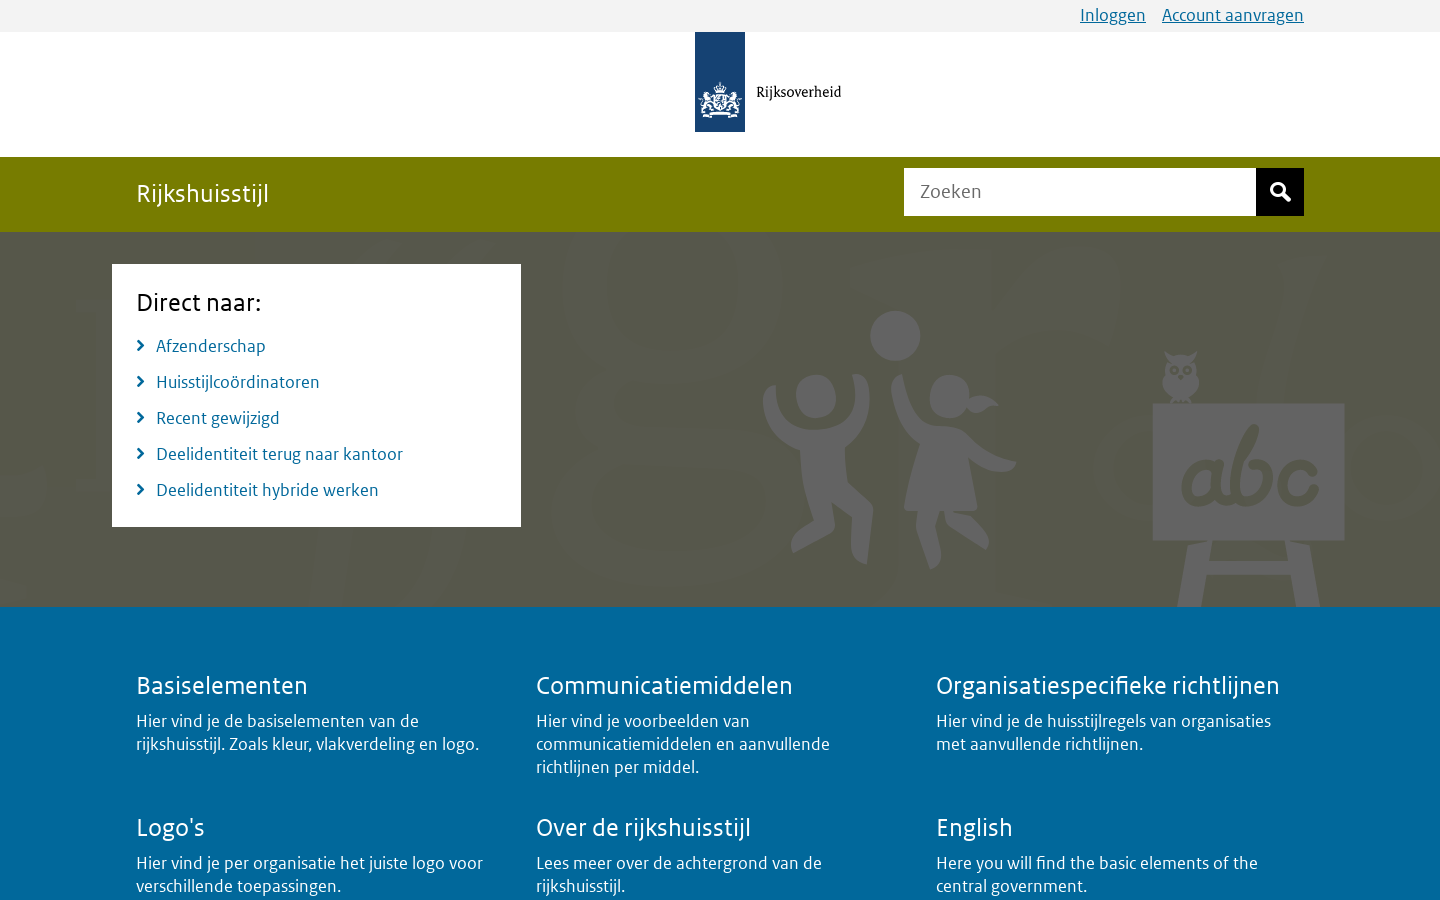 Inloggen Account aanvragen
Rijksoverheid
Rijkshuisstijl
Zoeken
Direct naar:
Afzenderschap
Huisstijlcoördinatoren
Recent gewijzigd
Deelidentiteit terug naar kantoor
Deelidentiteit hybride werken
abc
Basiselementen
Hier vind je de basiselementen van de
rijkshuisstijl. Zoals kleur, vlakverdeling en logo.
Communicatiemiddelen
Hier vind je voorbeelden van
communicatiemiddelen en aanvullende
richtlijnen per middel.
Organisatiespecifieke richtlijnen
Hier vind je de huisstijlregels van organisaties
met aanvullende richtlijnen.
Logo's
Hier vind je per organisatie het juiste logo voor
verschillende toepassingen.
Over de rijkshuisstijl
Lees meer over de achtergrond van de
rijkshuisstijl.
English
Here you will find the basic elements of the
central government.